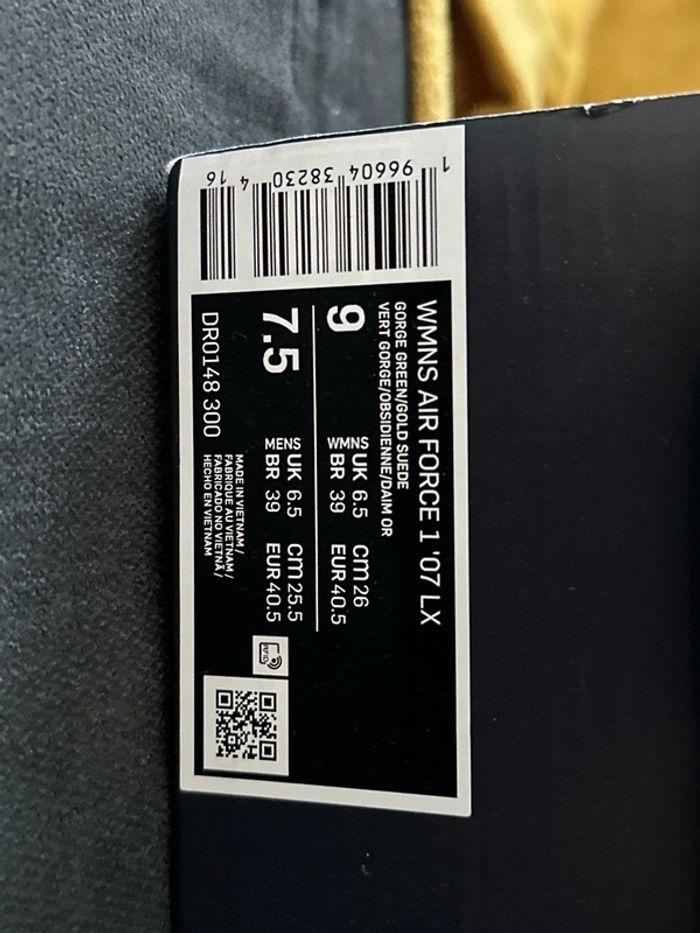 WMNS AIR FORCE 1 '07 LX
GORGE GREEN/GOLD SUEDE
VERT GORGE/OBSIDIENNE/DAIM OR
9
WMNS UK 6.5 cm 26
BR 39 EUR 40.5
7.5
MENS UK 6.5 cm 25.5
BR 39 EUR 40.5
DR0148 300
MADE IN VIETNAM/
FABRIQUE AU VIETNAM/
FABRICADO NO VIETNÃ/
HECHO EN VIETNAM
RFID
1 96604 38230 4 16